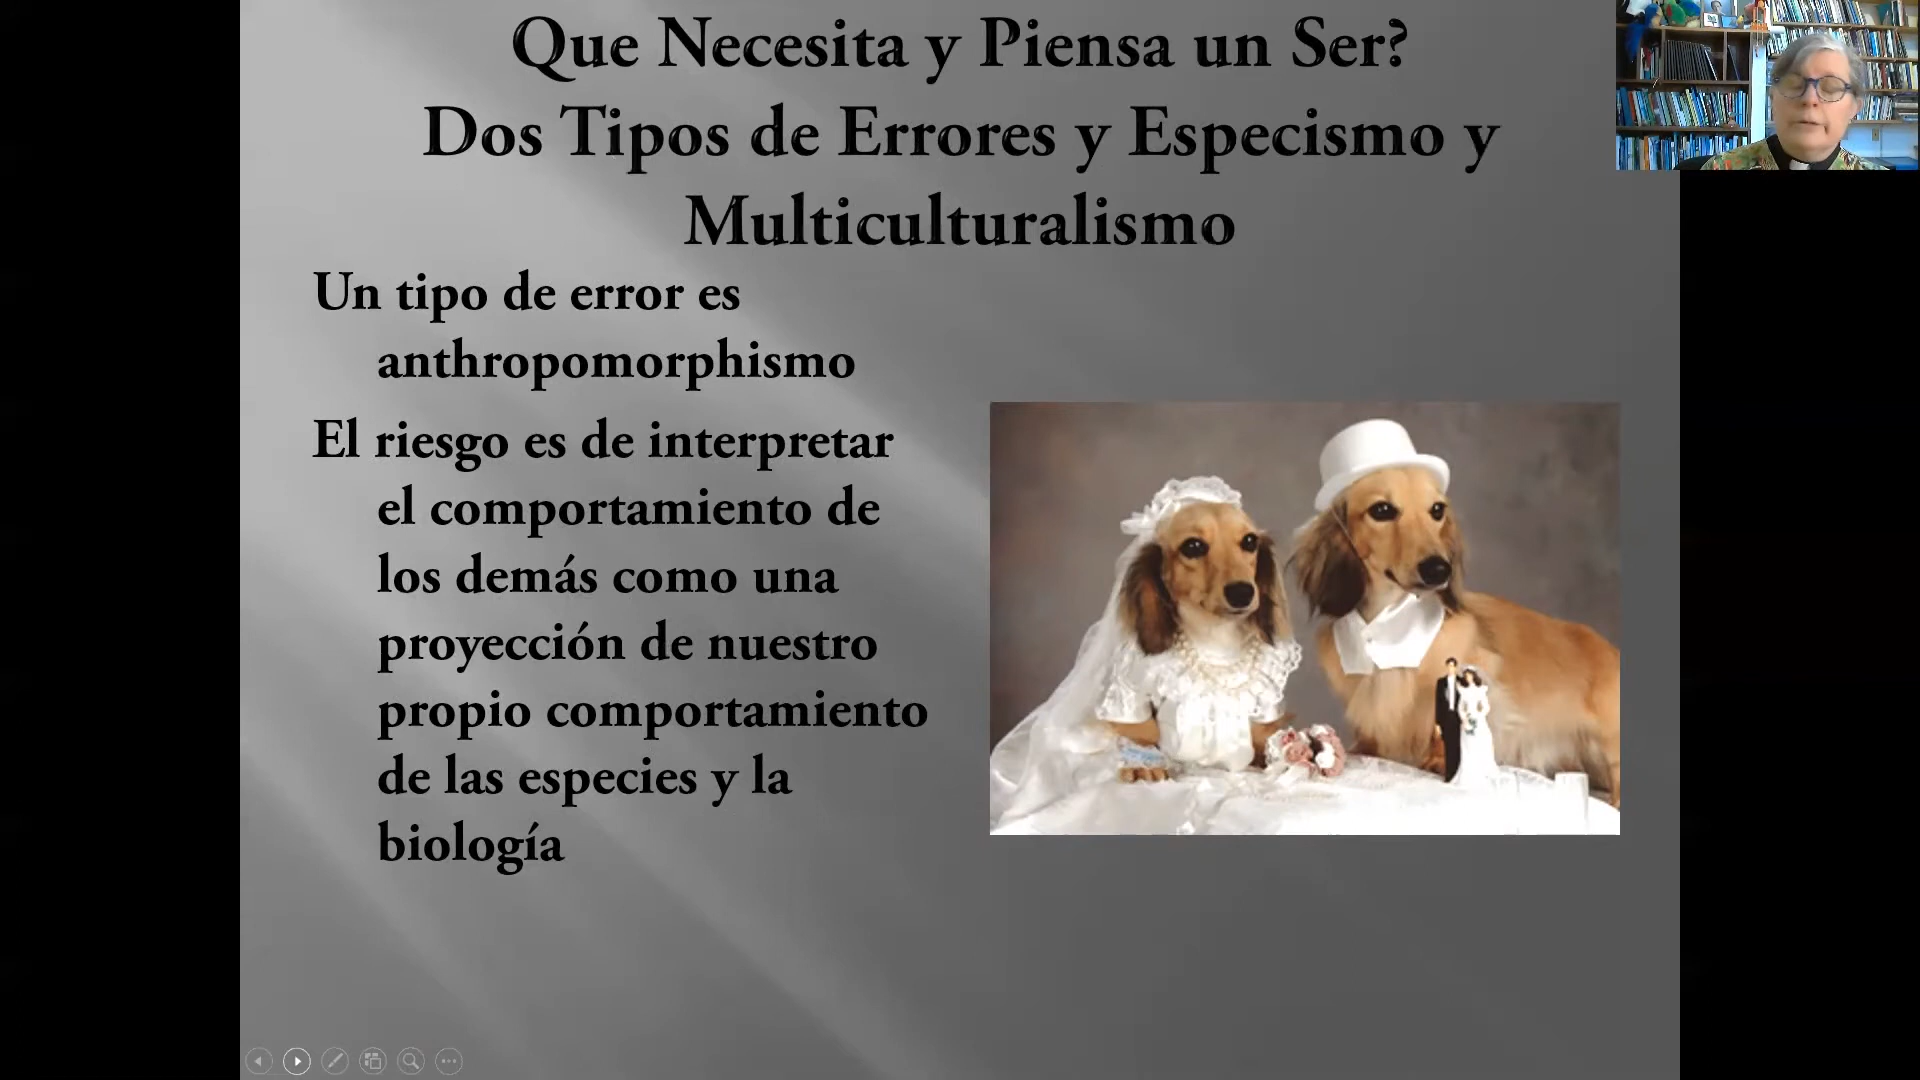 Que Necesita y Piensa un Ser?
Dos Tipos de Errores y Especismo y
Multiculturalismo
Un tipo de error es
anthropomorphismo
El riesgo es de interpretar
el comportamiento de
los demás como una
proyección de nuestro
propio comportamiento
de las especies y la
biología